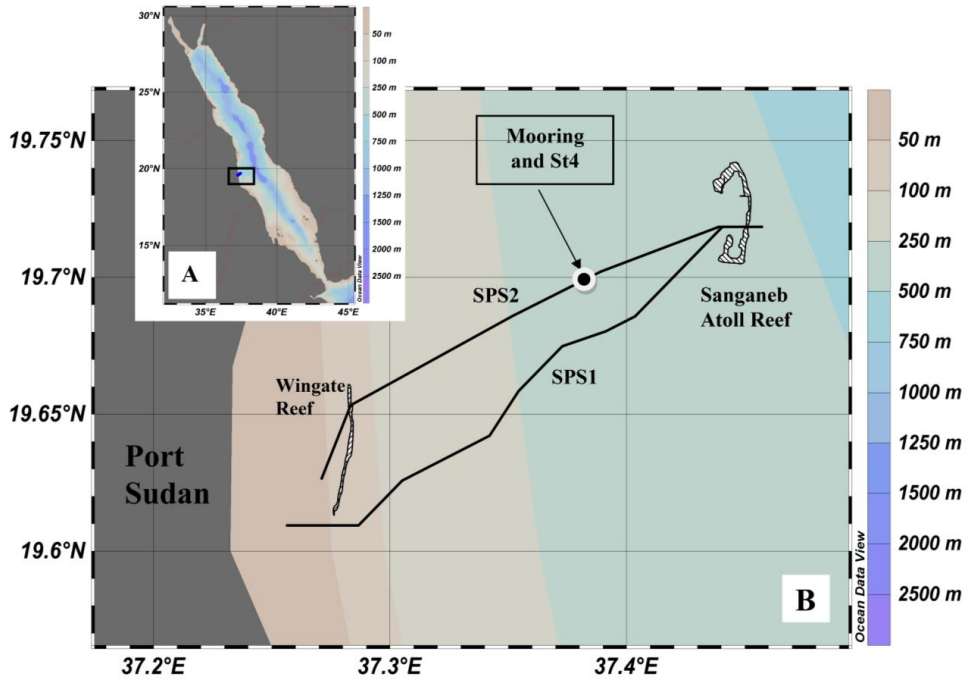 30°N
25°N
20°N
15°N
35°E
40°E
45°E
A
50 m
100 m
250 m
500 m
750 m
1000 m
1250 m
1500 m
2000 m
2500 m
Ocean Data View
19.75°N
19.7°N
19.65°N
19.6°N
37.2°E
37.3°E
37.4°E
Mooring
and St4
SPS2
SPS1
Sanganeb
Atoll Reef
Wingate
Reef
Port
Sudan
B
50 m
100 m
250 m
500 m
750 m
1000 m
1250 m
1500 m
2000 m
2500 m
Ocean Data View